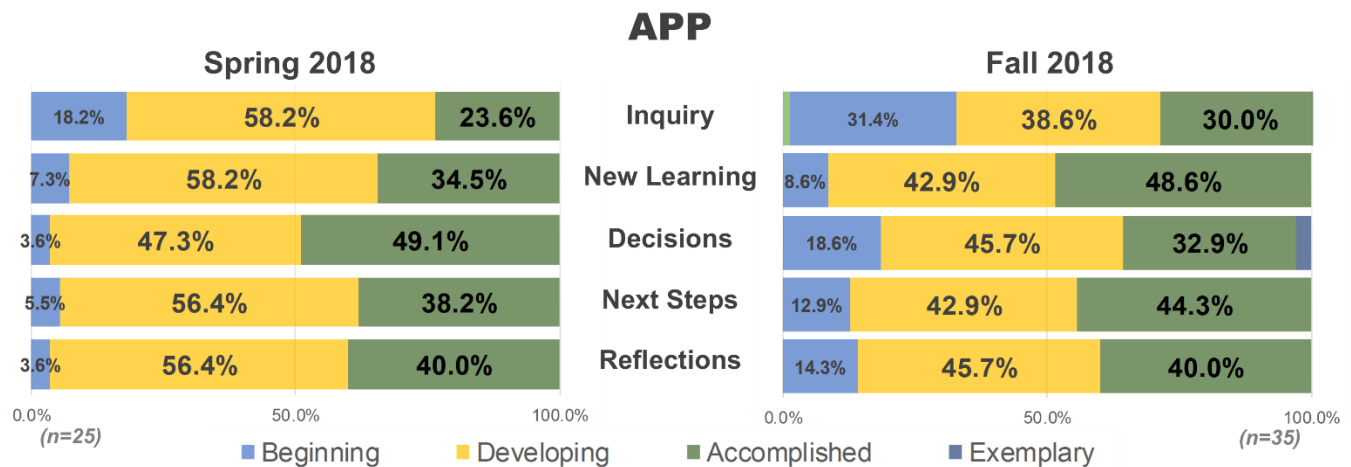 APP
Spring 2018 Fall 2018
18.2% 58.2% 23.6% Inquiry 31.4% 38.6% 30.0%
7.3% 58.2% 34.5% New Learning 8.6% 42.9% 48.6%
3.6% 47.3% 49.1% Decisions 18.6% 45.7% 32.9%
5.5% 56.4% 38.2% Next Steps 12.9% 42.9% 44.3%
3.6% 56.4% 40.0% Reflections 14.3% 45.7% 40.0%
0.0% 50.0% 100.0% 0.0% 50.0% 100.0%
(n=25) (n=35)
Beginning Developing Accomplished Exemplary